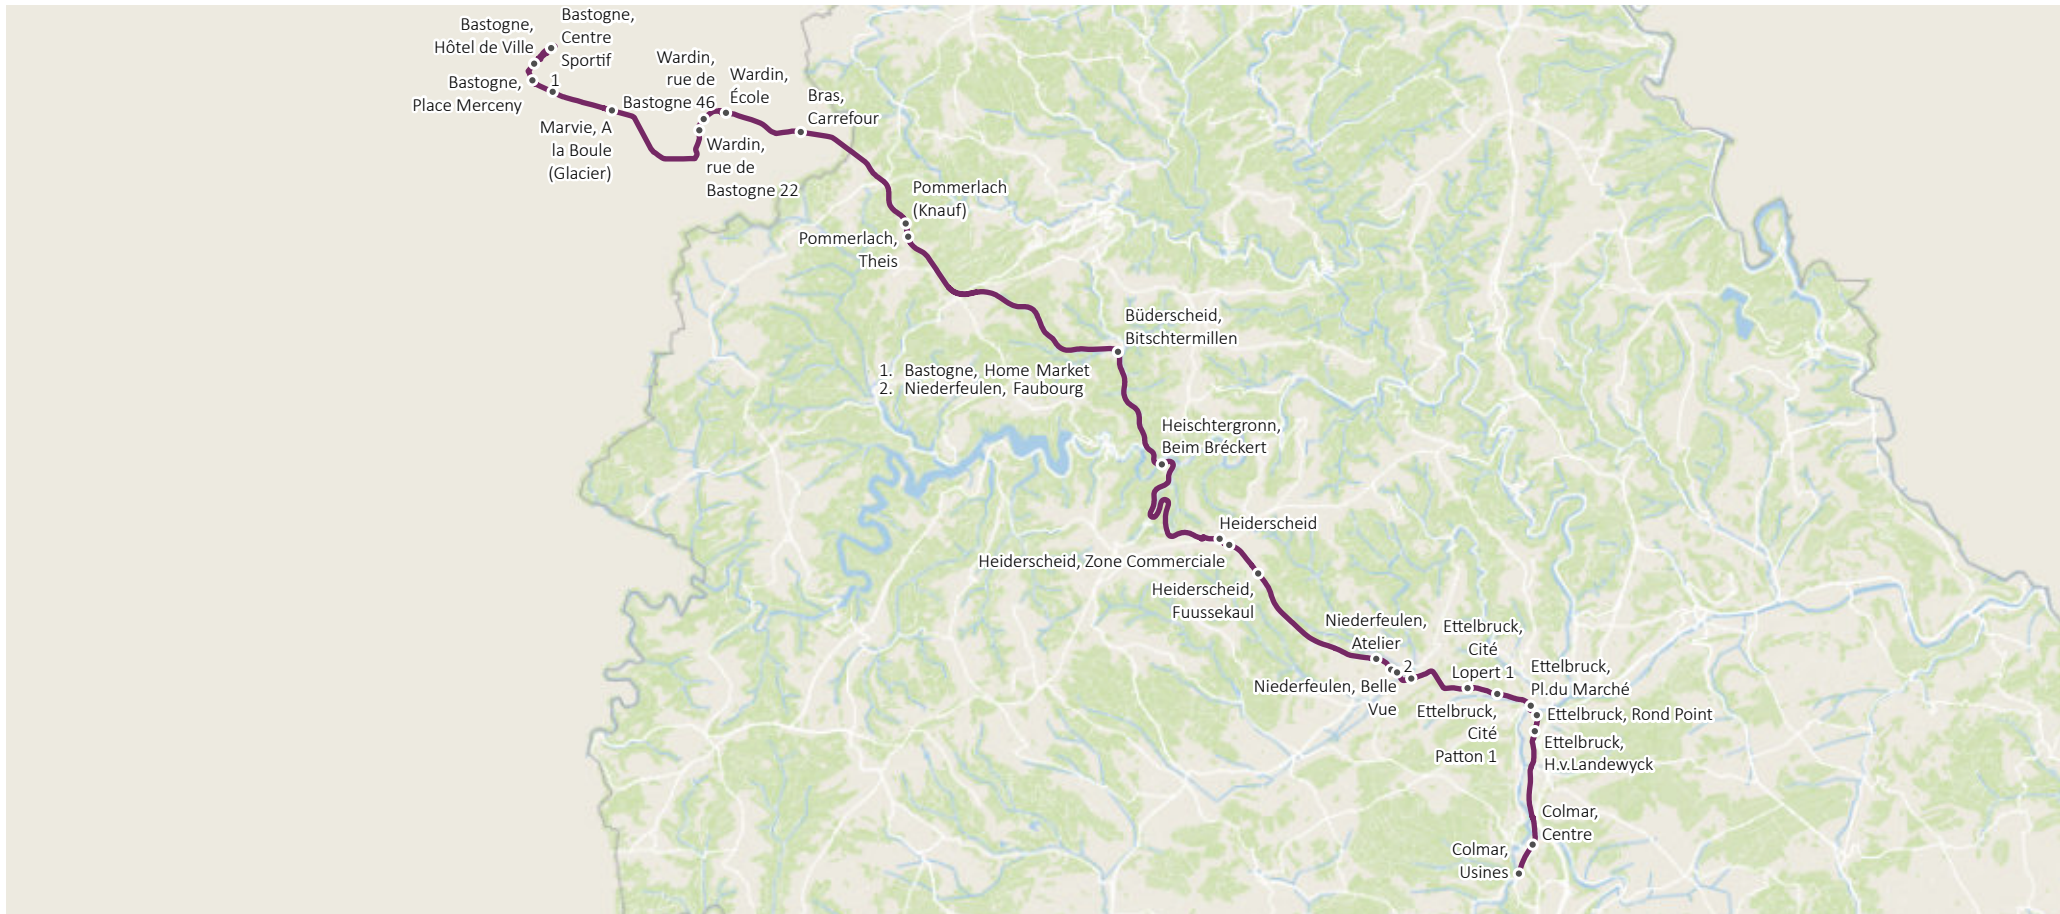 Bastogne,
Hôtel de Ville
Bastogne,
Centre
Sportif
Bastogne,
Place Merceny
1
Marvie, A
la Boule
(Glacier)
Wardin,
rue de
Bastogne 46
Wardin,
École
Wardin,
rue de
Bastogne 22
Bras,
Carrefour
Pommerlach
(Knauf)
Pommerlach,
Theis
Büderscheid,
Bitschtermillen
1. Bastogne, Home Market
2. Niederfeulen, Faubourg
Heischtergronn,
Beim Bréckert
Heiderscheid
Heiderscheid, Zone Commerciale
Heiderscheid,
Fuussekaul
Niederfeulen,
Atelier
2
Niederfeulen, Belle
Vue
Ettelbruck,
Cité
Lopert 1
Ettelbruck,
Cité
Patton 1
Ettelbruck,
Pl.du Marché
Ettelbruck, Rond Point
Ettelbruck,
H.v.Landewyck
Colmar,
Centre
Colmar,
Usines